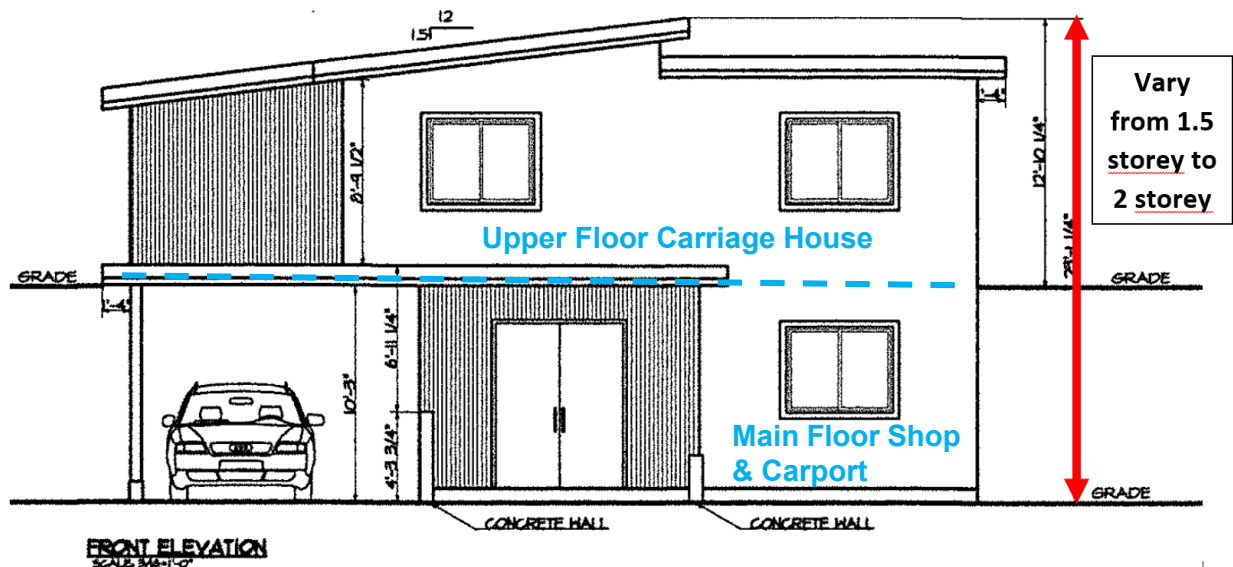 12
1.5
Vary
from 1.5
storey to
2 storey
1'-4"
12'-10 1/4"
8'-9 1/2"
Upper Floor Carriage House
GRADE
GRADE
1'-4"
6'-11 1/4"
10'-3"
4'-3 3/4"
Main Floor Shop
& Carport
GRADE
CONCRETE WALL
CONCRETE WALL
FRONT ELEVATION